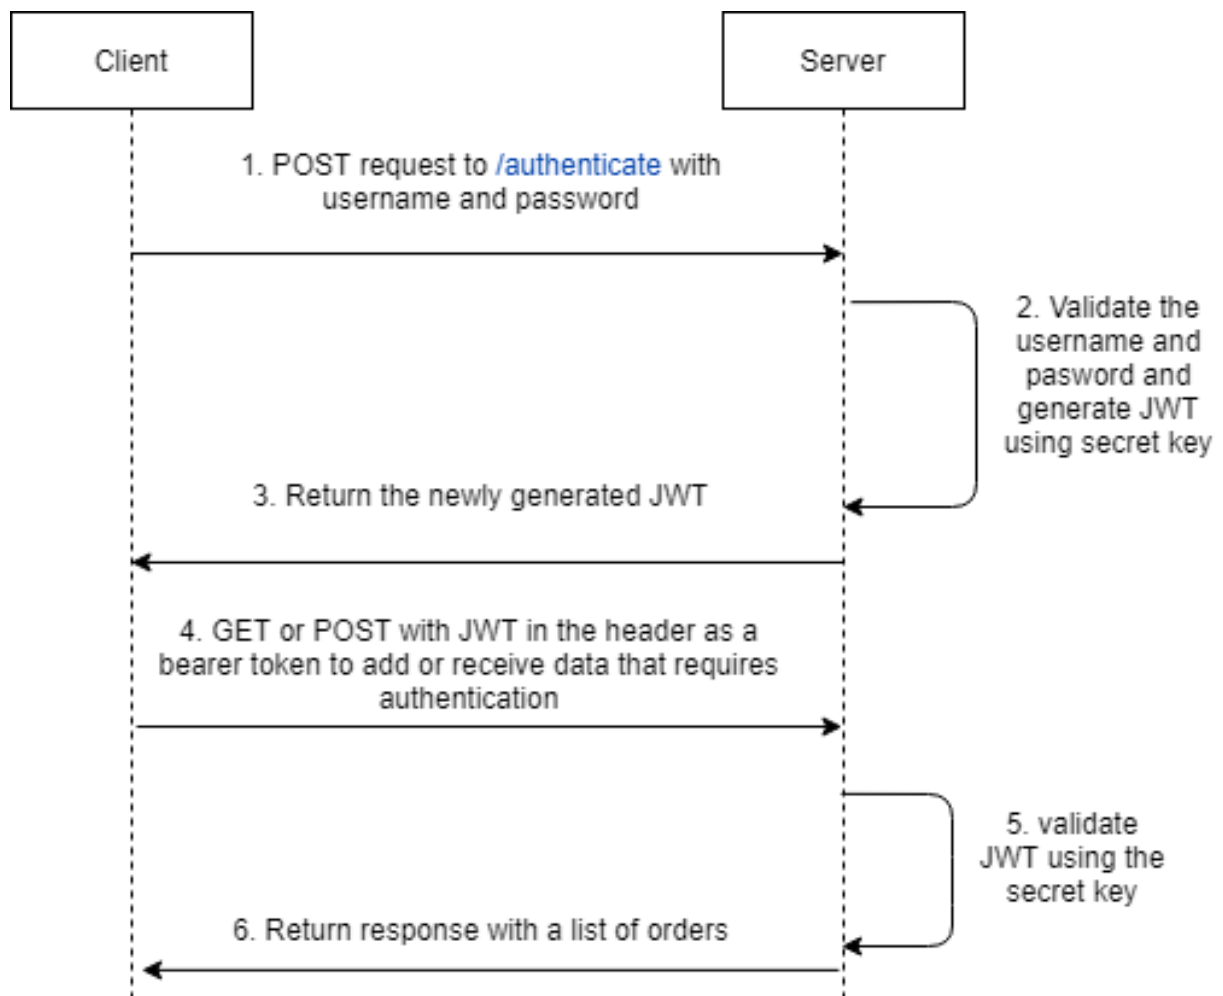 Client
Server
1. POST request to /authenticate with
username and password
2. Validate the
username and
pasword and
generate JWT
using secret key
3. Return the newly generated JWT
4. GET or POST with JWT in the header as a
bearer token to add or receive data that requires
authentication
5. validate
JWT using the
secret key
6. Return response with a list of orders